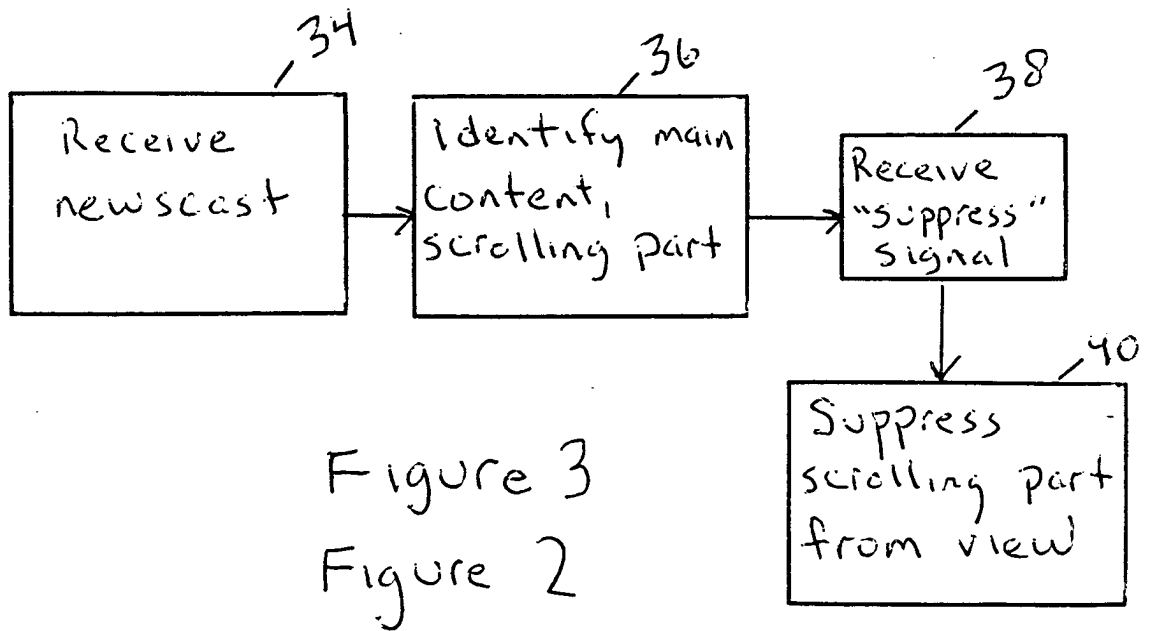 34
Receive
newscast
36
Identify main
content,
scrolling part
38
Receive
"suppress"
signal
40
Suppress
scrolling part
from view
Figure 3
Figure 2